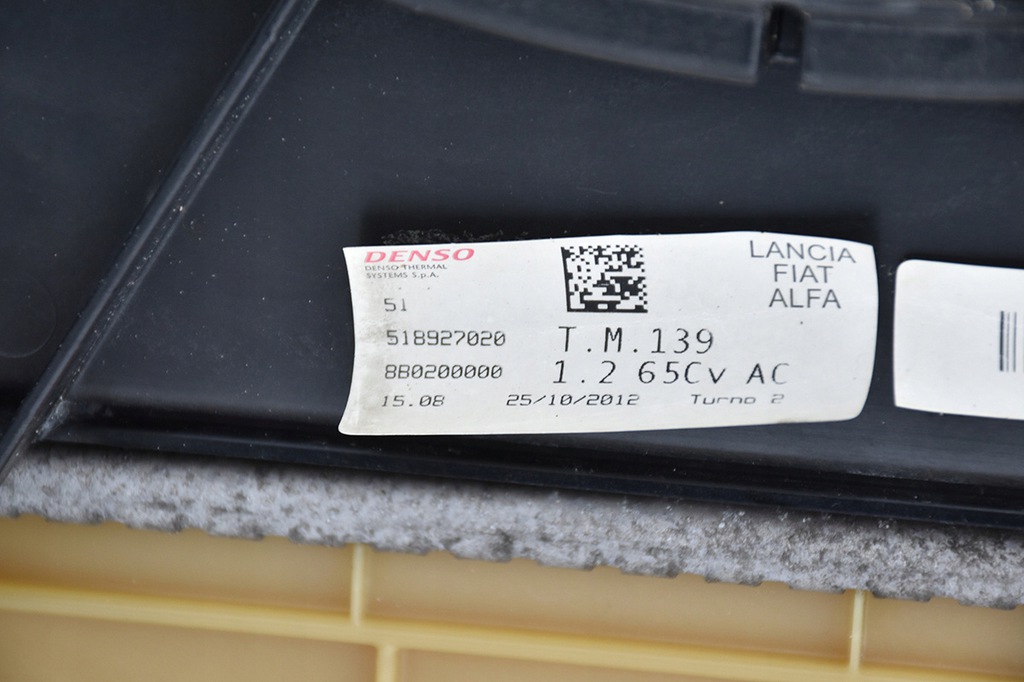 DENSO
DENSO THERMAL
SYSTEMS S.p.A.
LANCIA
FIAT
ALFA
51
518927020
T.M.139
8B0200000
1.2 65Cv AC
15.08 25/10/2012 Turno 2